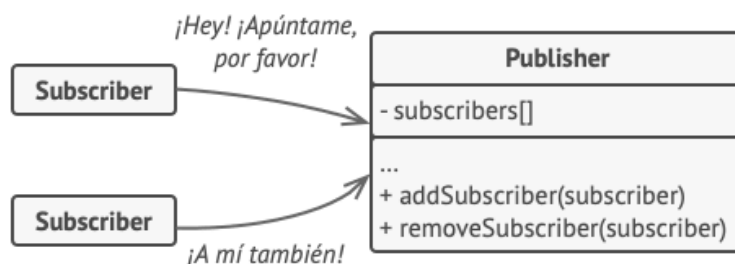 ¡Hey! ¡Apúntame,
por favor!
Subscriber
Publisher
- subscribers[]
...
+ addSubscriber(subscriber)
+ removeSubscriber(subscriber)
Subscriber
¡A mí también!